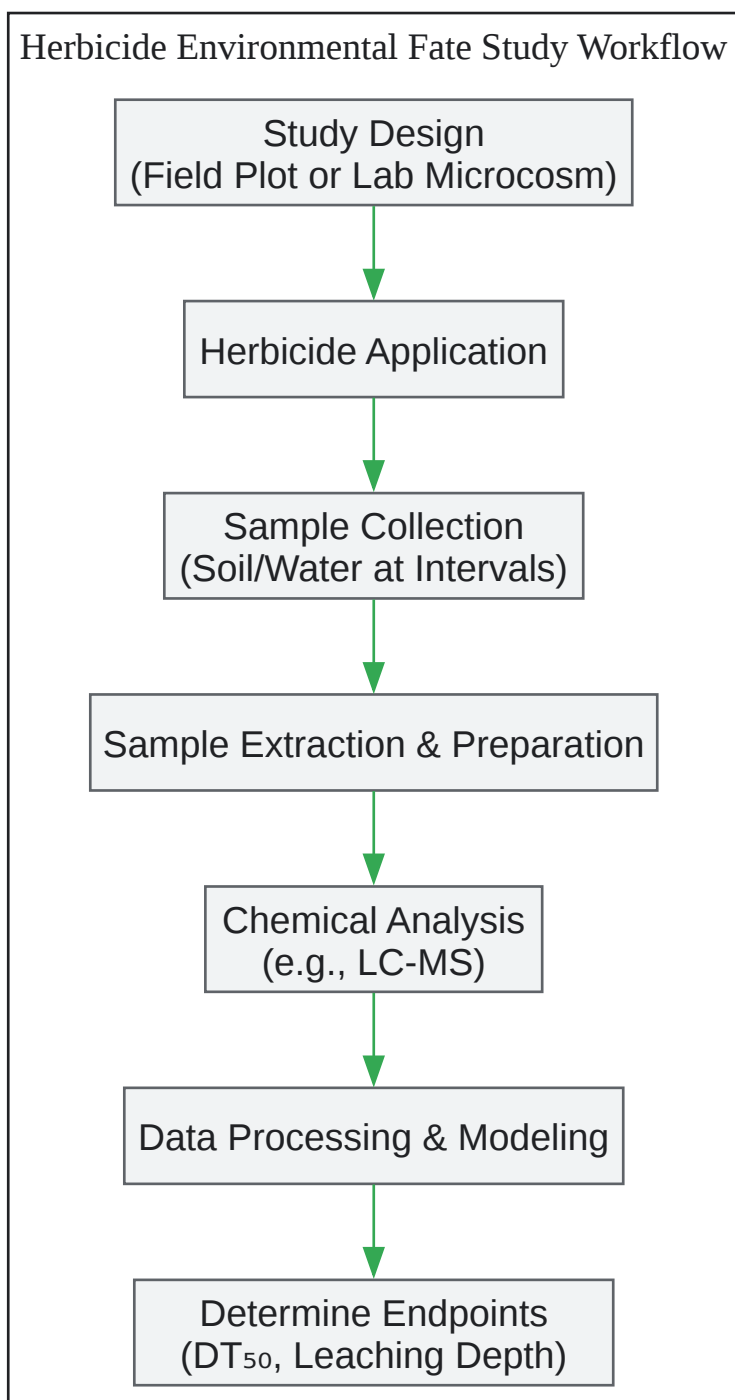 Herbicide Environmental Fate Study Workflow
Study Design
(Field Plot or Lab Microcosm)
Herbicide Application
Sample Collection
(Soil/Water at Intervals)
Sample Extraction & Preparation
Chemical Analysis
(e.g., LC-MS)
Data Processing & Modeling
Determine Endpoints
(DT₅₀, Leaching Depth)